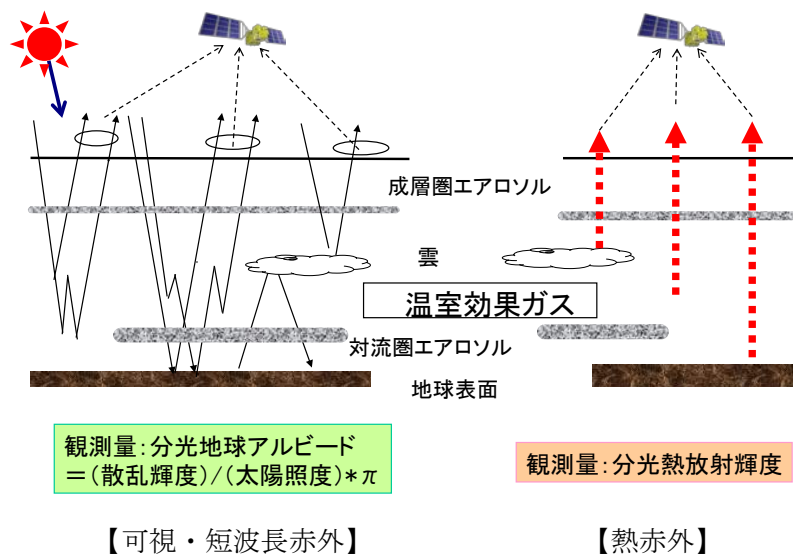 成層圏エアロソル
雲
温室効果ガス
対流圏エアロソル
地球表面
観測量:分光地球アルビード
=(散乱輝度)/(太陽照度)*π
観測量:分光熱放射輝度
【可視・短波長赤外】
【熱赤外】